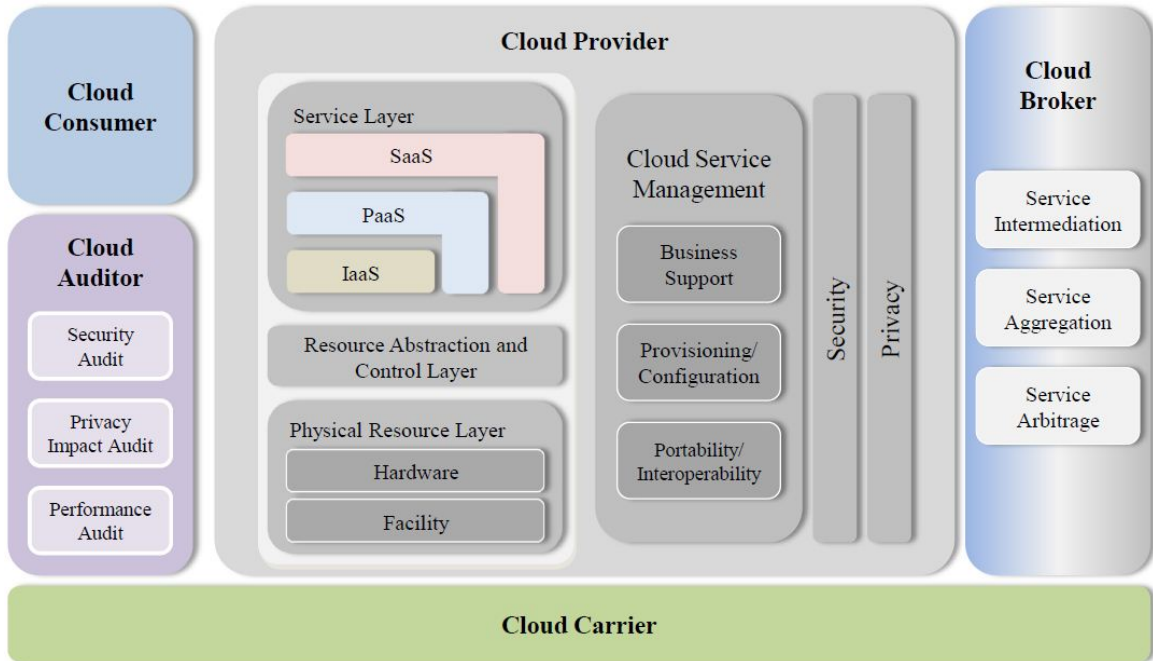 Cloud
Consumer
Cloud
Auditor
Security
Audit
Privacy
Impact Audit
Performance
Audit
Cloud Provider
Service Layer
SaaS
PaaS
IaaS
Resource Abstraction and
Control Layer
Physical Resource Layer
Hardware
Facility
Cloud Service
Management
Business
Support
Provisioning/
Configuration
Portability/
Interoperability
Security
Privacy
Cloud
Broker
Service
Intermediation
Service
Aggregation
Service
Arbitrage
Cloud Carrier